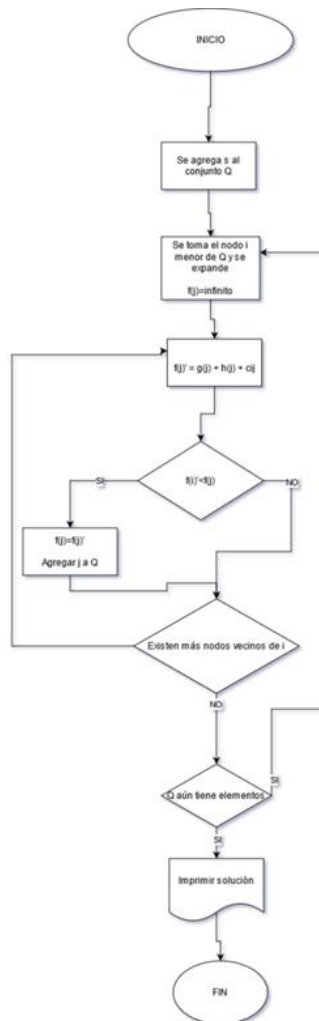 INICIO
Se agrega s al
conjunto Q
Se toma el nodo i
menor de Q y se
expande
f(j)=infinito
f(j)' = g(j) + h(j) + cij
f(i)'<f(j)
SI
NO
f(j)=f(j)'
Agregar j a Q
Existen más nodos vecinos de i
NO
Q aún tiene elementos
SI
SI
Imprimir solución
FIN